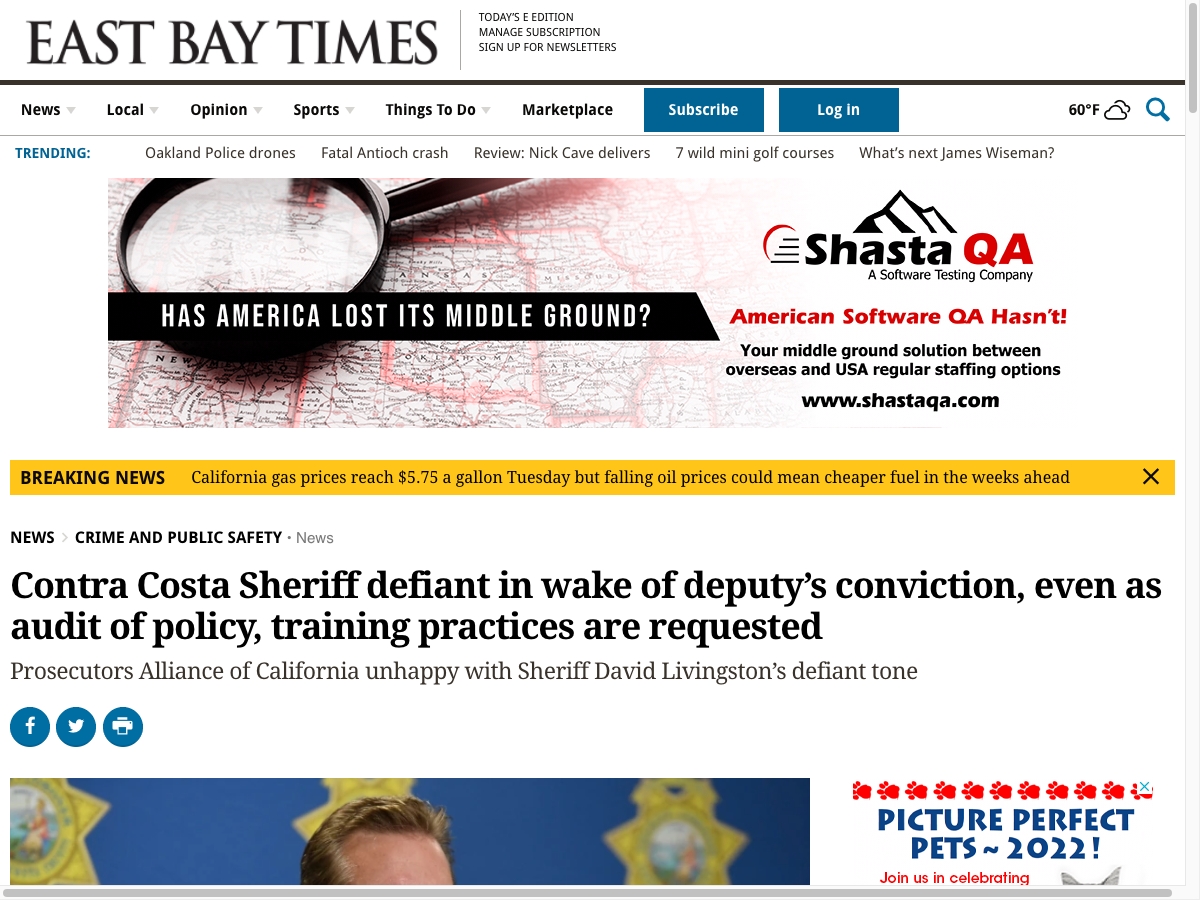 EAST BAY TIMES
TODAY'S E EDITION
MANAGE SUBSCRIPTION
SIGN UP FOR NEWSLETTERS
News Local Opinion Sports Things To Do Marketplace Subscribe Log in 60°F
TRENDING: Oakland Police drones Fatal Antioch crash Review: Nick Cave delivers 7 wild mini golf courses What's next James Wiseman?
Shasta QA
A Software Testing Company
HAS AMERICA LOST ITS MIDDLE GROUND?
American Software QA Hasn't!
Your middle ground solution between
overseas and USA regular staffing options
www.shastaqa.com
BREAKING NEWS California gas prices reach $5.75 a gallon Tuesday but falling oil prices could mean cheaper fuel in the weeks ahead
NEWS > CRIME AND PUBLIC SAFETY • News
Contra Costa Sheriff defiant in wake of deputy's conviction, even as
audit of policy, training practices are requested
Prosecutors Alliance of California unhappy with Sheriff David Livingston's defiant tone
PICTURE PERFECT
PETS ~ 2022!
Join us in celebrating